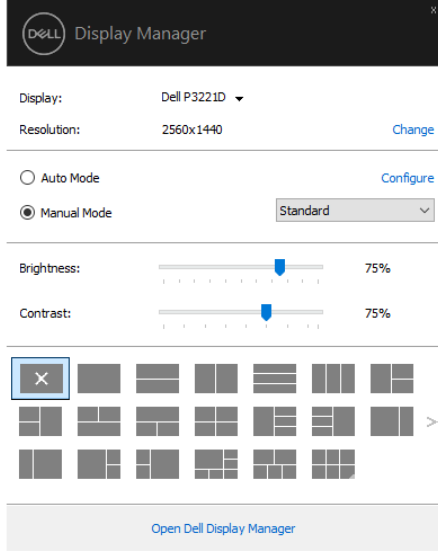 DELL Display Manager
Display: Dell P3221D
Resolution: 2560x1440 Change
Auto Mode Configure
Manual Mode Standard
Brightness: 75%
Contrast: 75%
Open Dell Display Manager